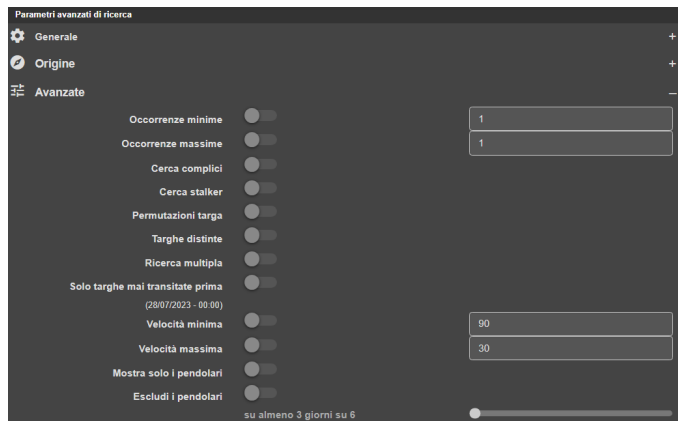 Parametri avanzati di ricerca
Generale +
Origine +
Avanzate –
Occorrenze minime 1
Occorrenze massime 1
Cerca complici
Cerca stalker
Permutazioni targa
Targhe distinte
Ricerca multipla
Solo targhe mai transitate prima
(28/07/2023 - 00:00)
Velocità minima 90
Velocità massima 30
Mostra solo i pendolari
Escludi i pendolari
su almeno 3 giorni su 6